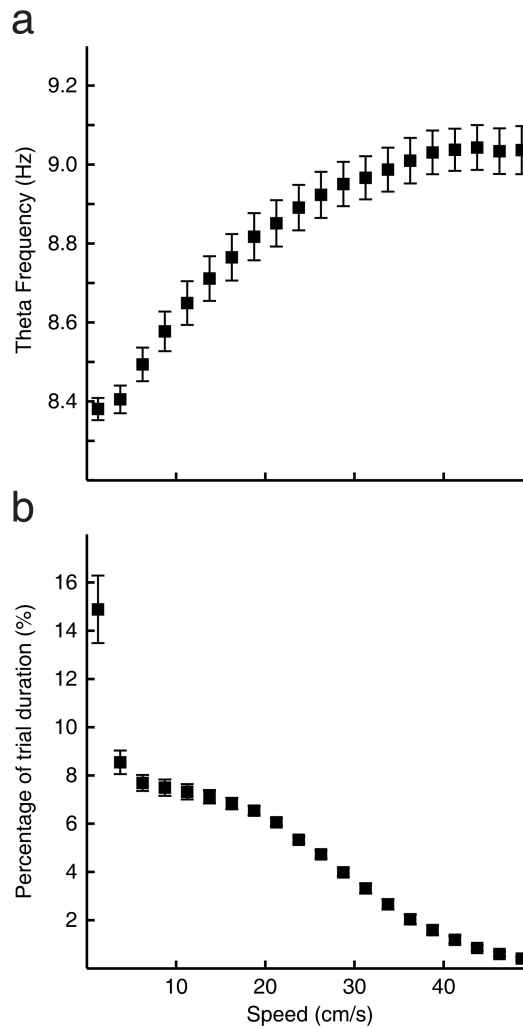 a
Theta Frequency (Hz)
9.2
9.0
8.8
8.6
8.4
b
Percentage of trial duration (%)
16
14
12
10
8
6
4
2
10 20 30 40
Speed (cm/s)